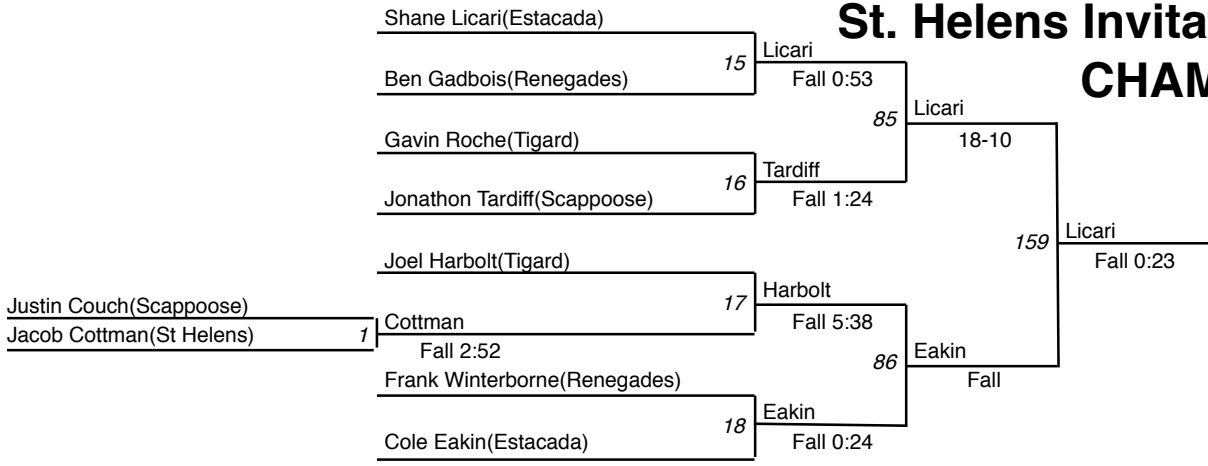 St. Helens Invita
CHAM
Shane Licari(Estacada)
15
Licari
Ben Gadbois(Renegades)
Fall 0:53
85
Licari
Gavin Roche(Tigard)
18-10
16
Tardiff
Jonathon Tardiff(Scappoose)
Fall 1:24
159
Licari
Fall 0:23
Joel Harbolt(Tigard)
17
Harbolt
Justin Couch(Scappoose)
Jacob Cottman(St Helens)
1
Cottman
Fall 2:52
Fall 5:38
86
Eakin
Fall
Frank Winterborne(Renegades)
18
Eakin
Cole Eakin(Estacada)
Fall 0:24